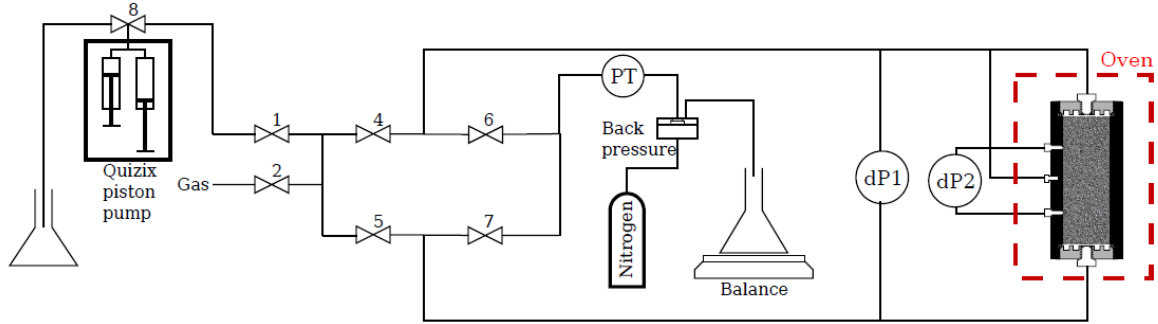 8
Oven
PT
1
4
6
Back
pressure
Quizix
piston
pump
Gas
2
dP1
dP2
5
7
Nitrogen
Balance